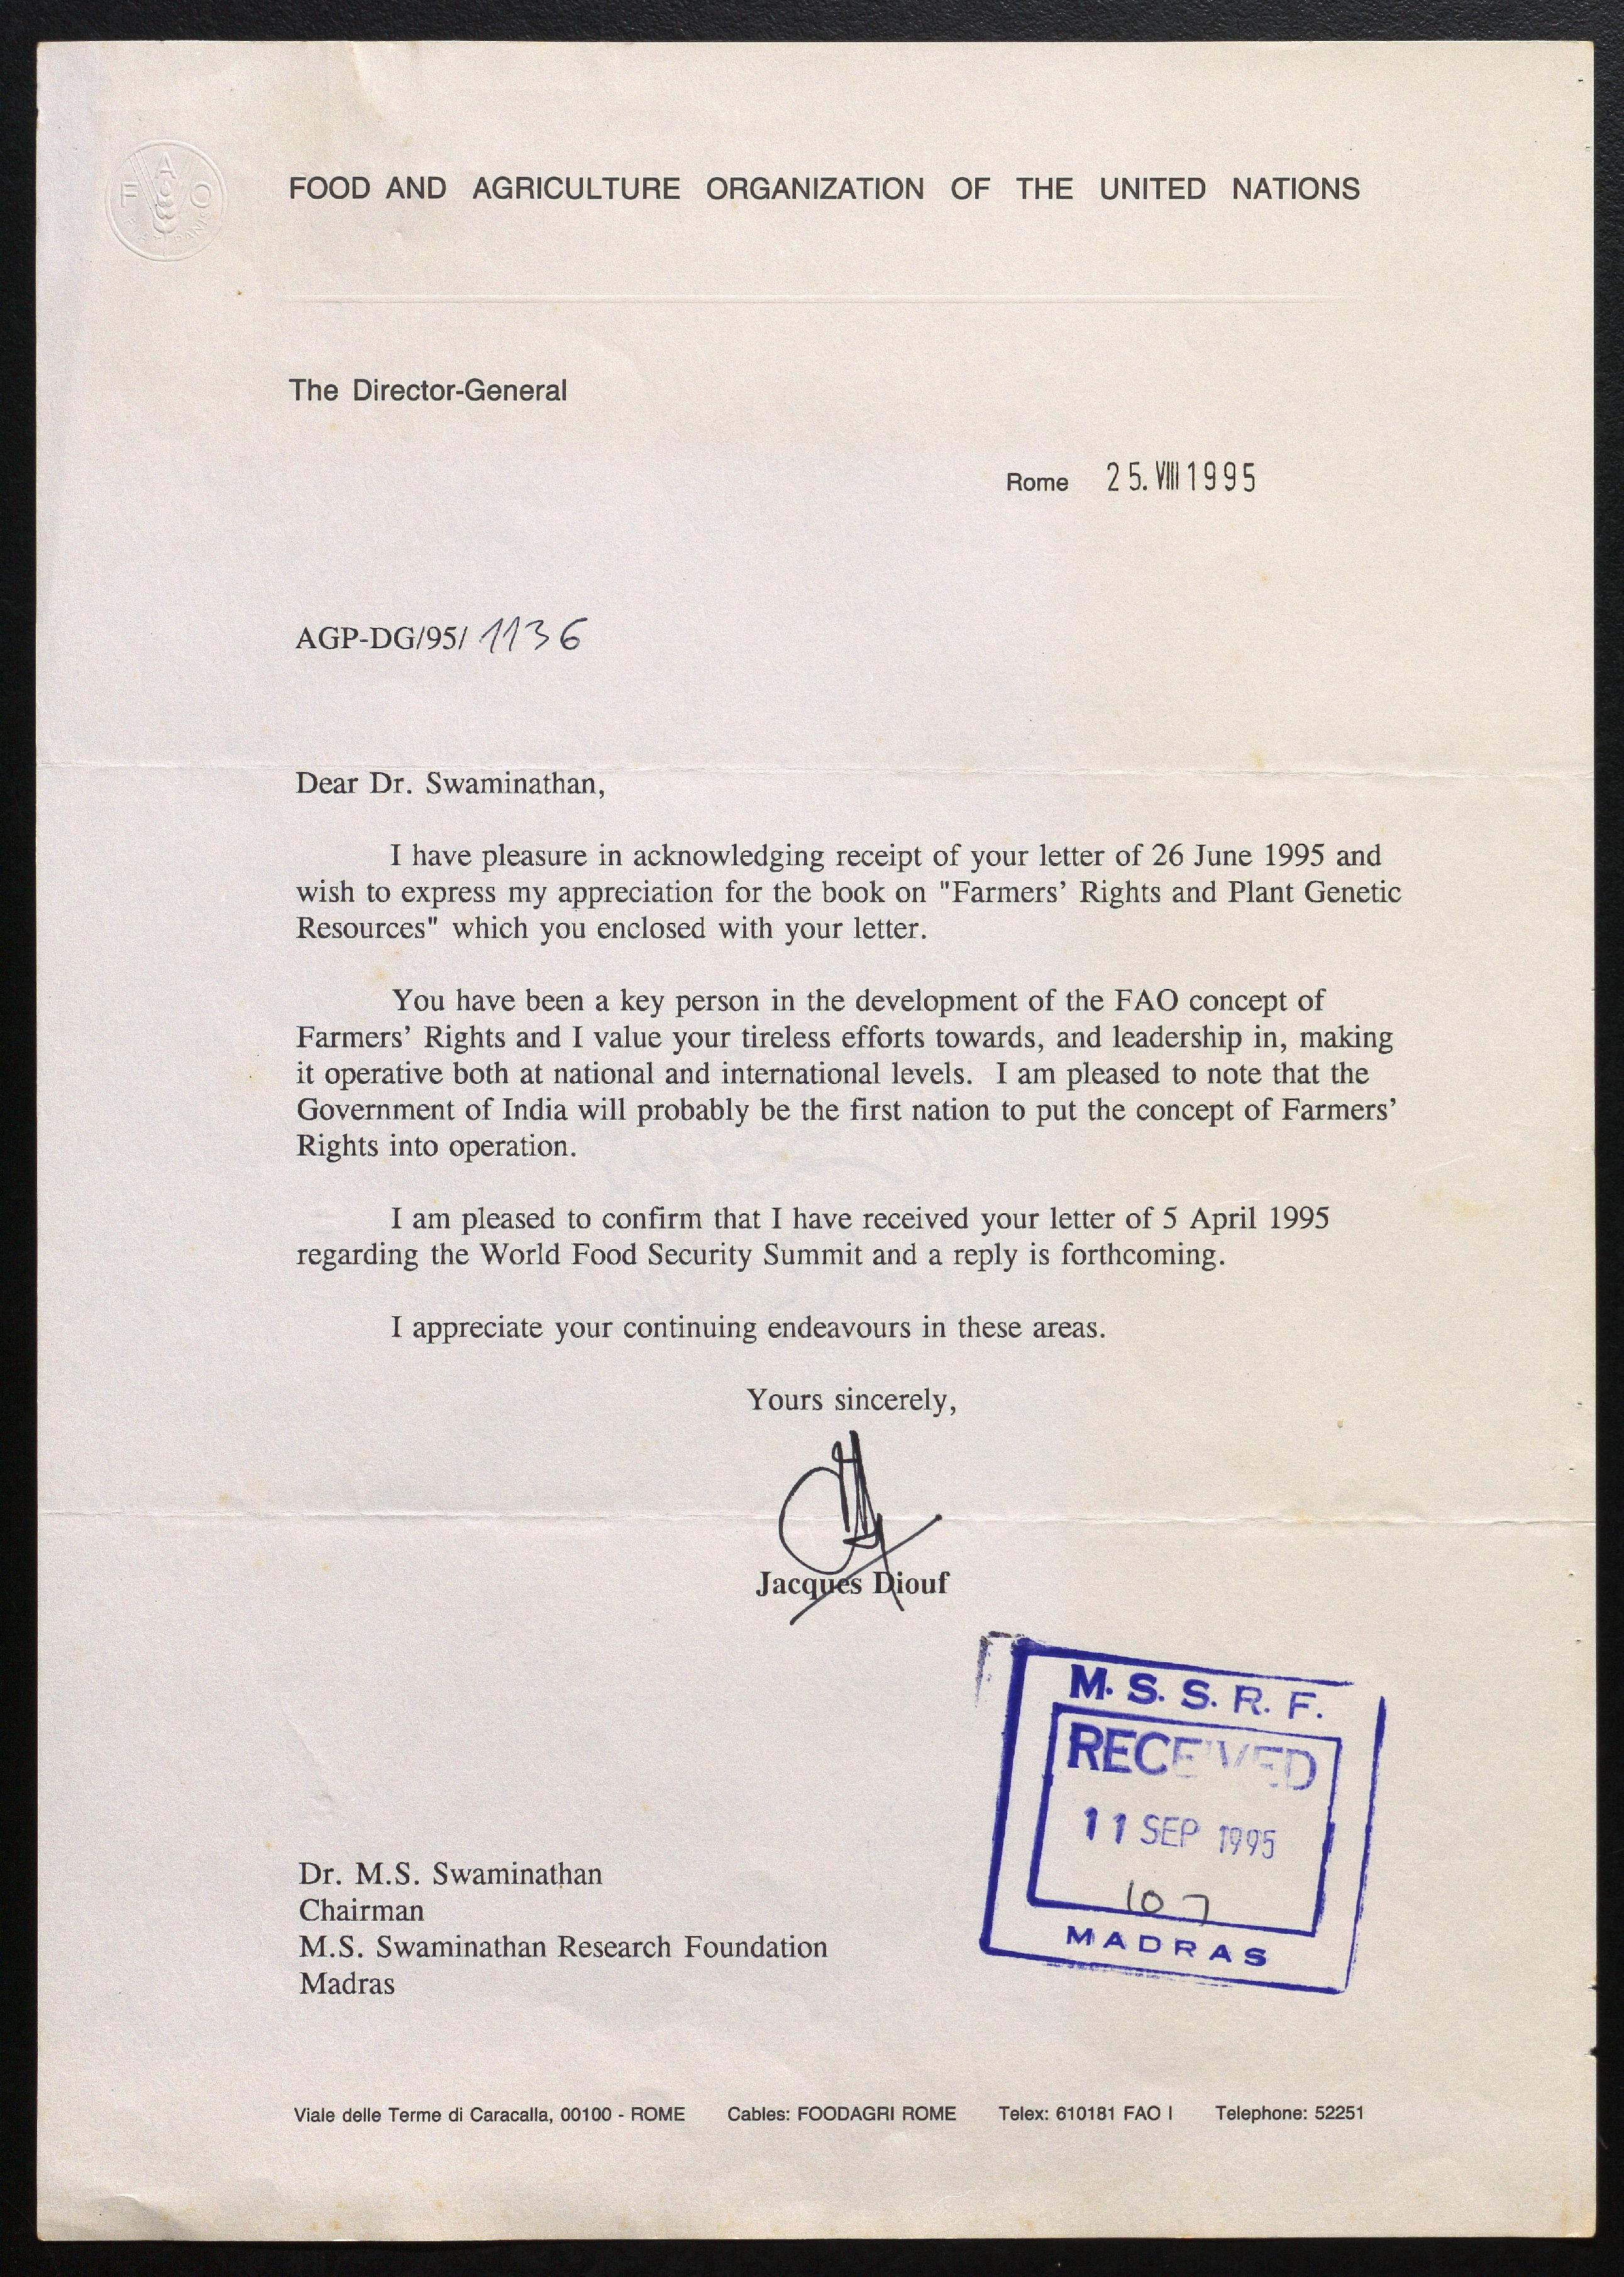 F A O
FOOD AND AGRICULTURE ORGANIZATION OF THE UNITED NATIONS
The Director-General
Rome 25. VIII 1995
AGP-DG/95/ 1136
Dear Dr. Swaminathan,
I have pleasure in acknowledging receipt of your letter of 26 June 1995 and
wish to express my appreciation for the book on "Farmers' Rights and Plant Genetic
Resources" which you enclosed with your letter.
You have been a key person in the development of the FAO concept of
Farmers' Rights and I value your tireless efforts towards, and leadership in, making
it operative both at national and international levels. I am pleased to note that the
Government of India will probably be the first nation to put the concept of Farmers'
Rights into operation.
I am pleased to confirm that I have received your letter of 5 April 1995
regarding the World Food Security Summit and a reply is forthcoming.
I appreciate your continuing endeavours in these areas.
Yours sincerely,
Jacques Diouf
M. S. S. R. F.
RECEIVED
11 SEP 1995
107
MADRAS
Dr. M.S. Swaminathan
Chairman
M.S. Swaminathan Research Foundation
Madras
Viale delle Terme di Caracalla, 00100 - ROME Cables: FOODAGRI ROME Telex: 610181 FAO I Telephone: 52251